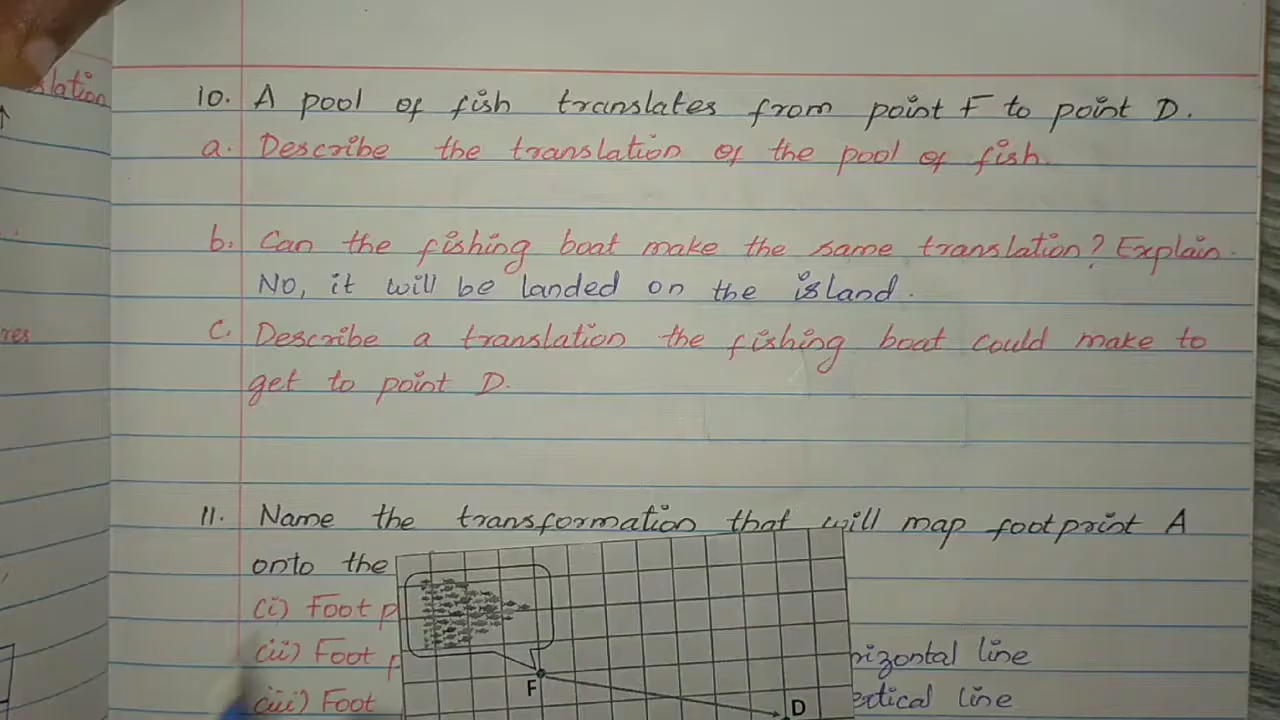 lation
res
10. A pool of fish translates from point F to point D.
a. Describe the translation of the pool of fish.
b. Can the fishing boat make the same translation? Explain.
No, it will be landed on the island.
c. Describe a translation the fishing boat could make to
get to point D.
11. Name the transformation that will map footprint A
onto the
(i) Foot p
(ii) Foot p
rizontal line
(iii) Foot
ertical line
F
D